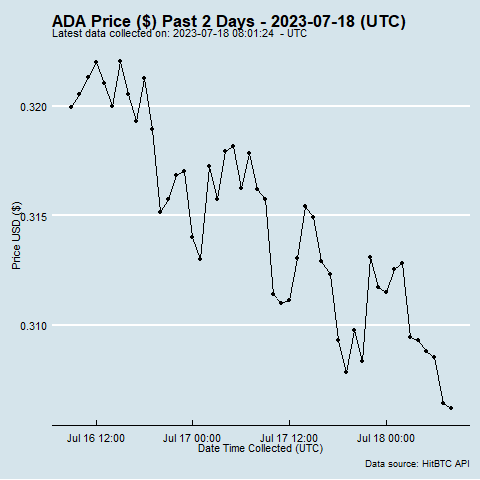 ADA Price ($) Past 2 Days - 2023-07-18 (UTC)
Latest data collected on: 2023-07-18 08:01:24  - UTC
0.320
0.315
0.310
Price USD ($)
Jul 16 12:00 Jul 17 00:00 Jul 17 12:00 Jul 18 00:00
Date Time Collected (UTC)
Data source: HitBTC API